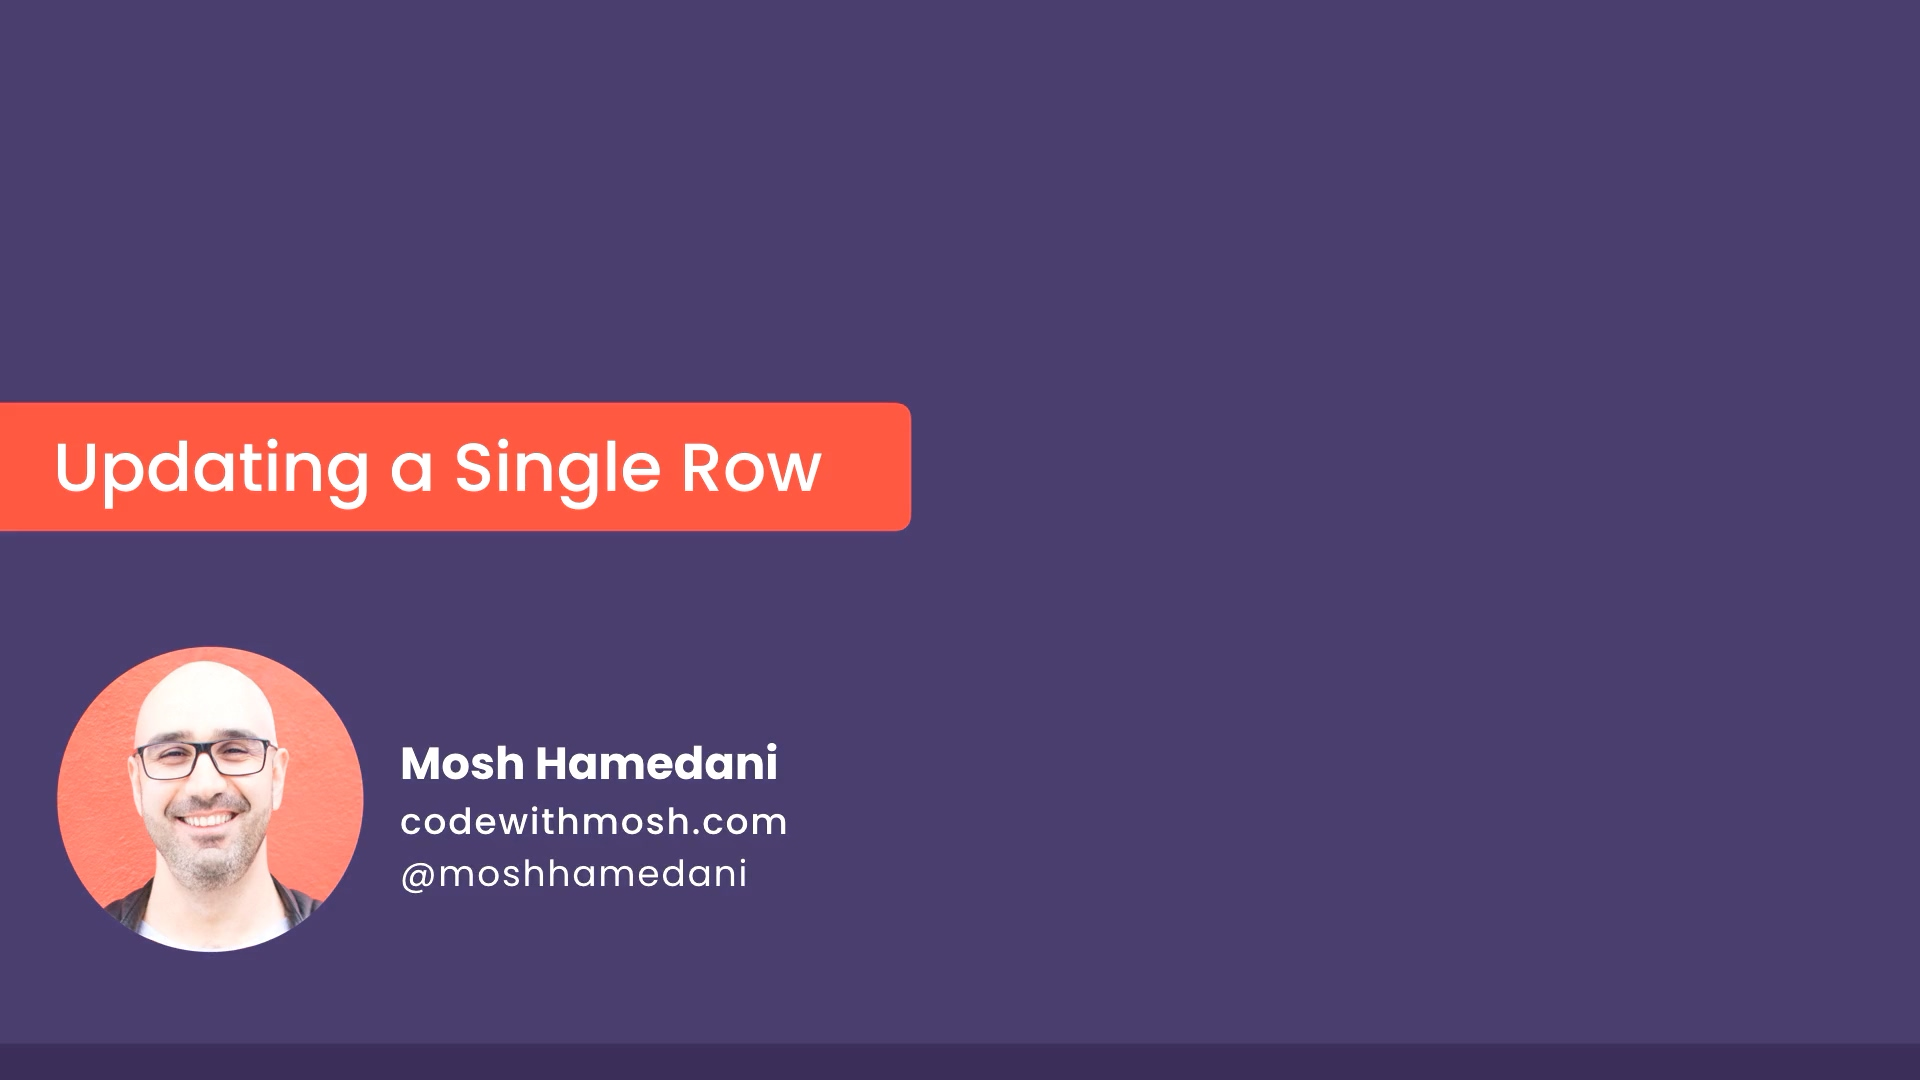 Updating a Single Row
Mosh Hamedani
codewithmosh.com
@moshhamedani